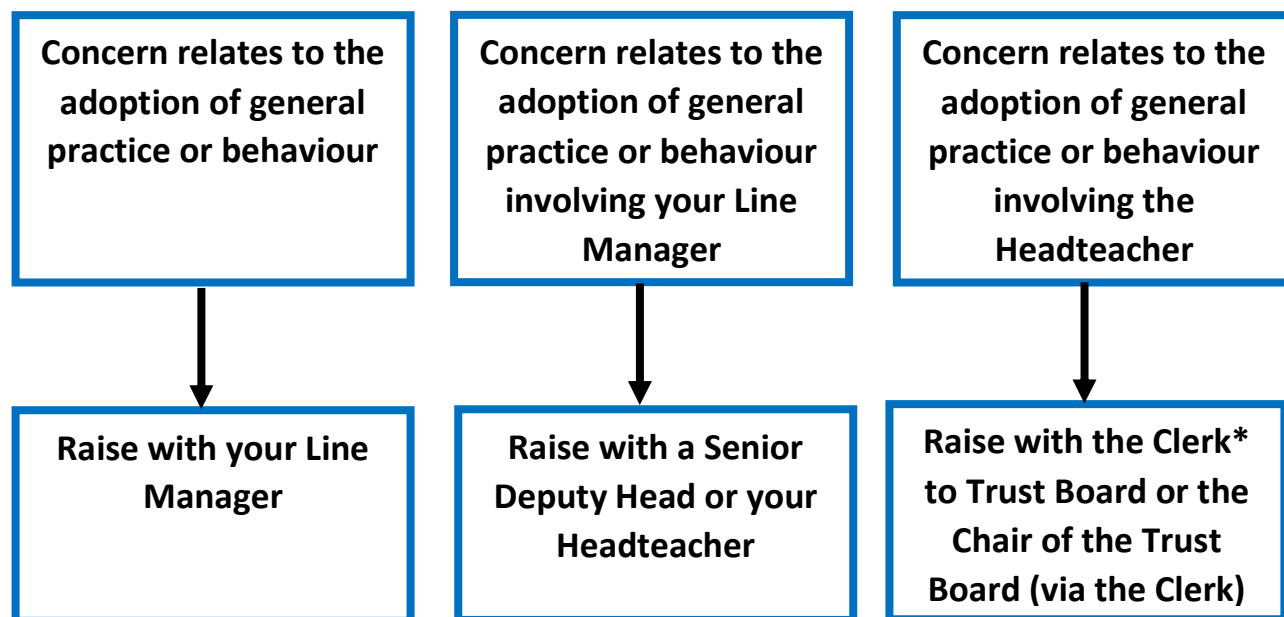 Concern relates to the
adoption of general
practice or behaviour
Concern relates to the
adoption of general
practice or behaviour
involving your Line
Manager
Concern relates to the
adoption of general
practice or behaviour
involving the
Headteacher
Raise with your Line
Manager
Raise with a Senior
Deputy Head or your
Headteacher
Raise with the Clerk*
to Trust Board or the
Chair of the Trust
Board (via the Clerk)